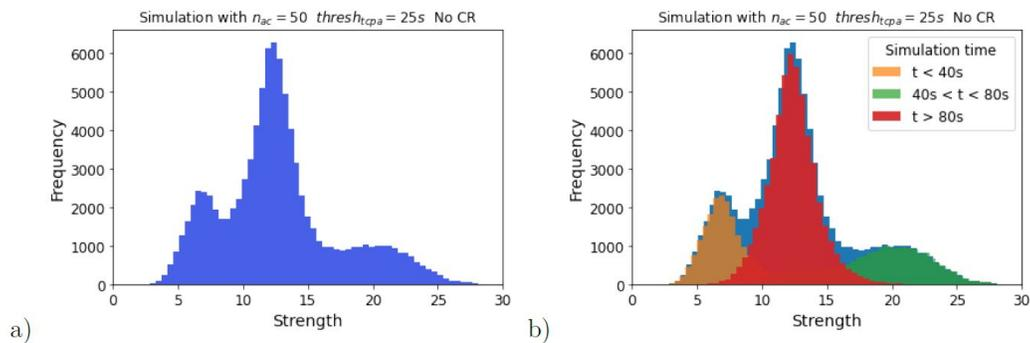 Simulation with n_ac = 50 thresh_tcpa = 25s No CR
Frequency
6000
5000
4000
3000
2000
1000
0
0 5 10 15 20 25 30
Strength
a)
Simulation with n_ac = 50 thresh_tcpa = 25s No CR
Simulation time
t < 40s
40s < t < 80s
t > 80s
Frequency
6000
5000
4000
3000
2000
1000
0
0 5 10 15 20 25 30
Strength
b)